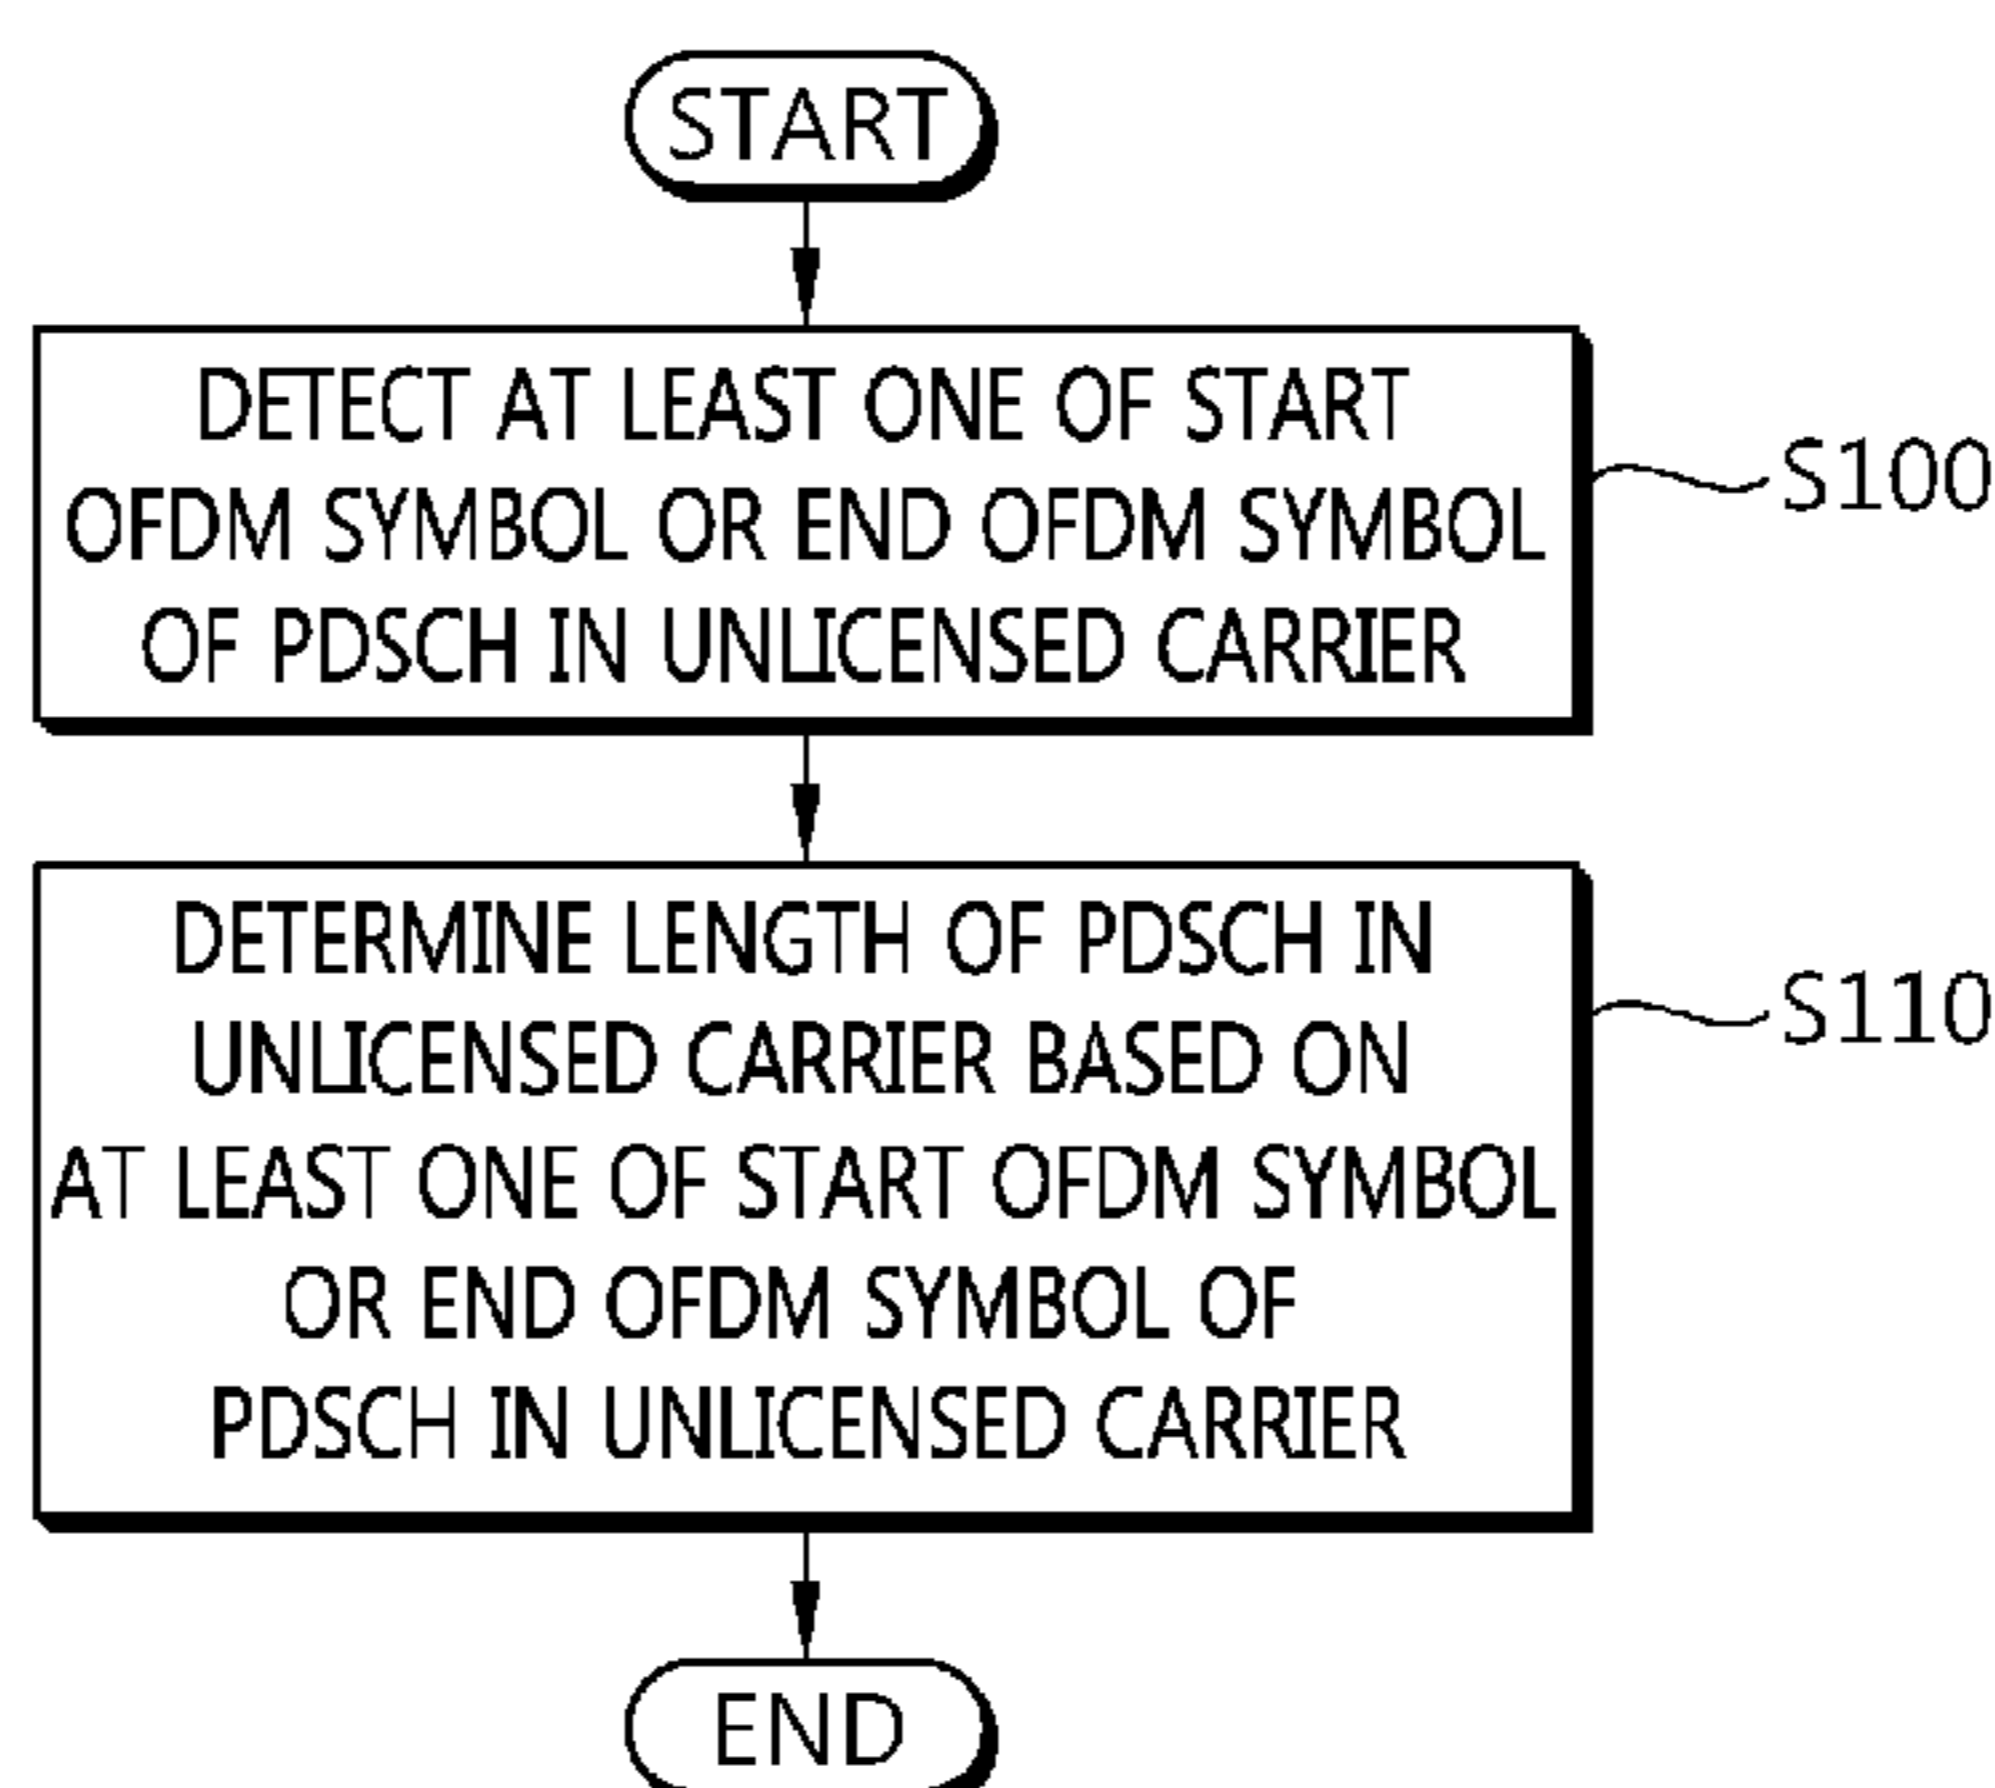 START
DETECT AT LEAST ONE OF START
OFDM SYMBOL OR END OFDM SYMBOL
OF PDSCH IN UNLICENSED CARRIER
S100
DETERMINE LENGTH OF PDSCH IN
UNLICENSED CARRIER BASED ON
AT LEAST ONE OF START OFDM SYMBOL
OR END OFDM SYMBOL OF
PDSCH IN UNLICENSED CARRIER
S110
END